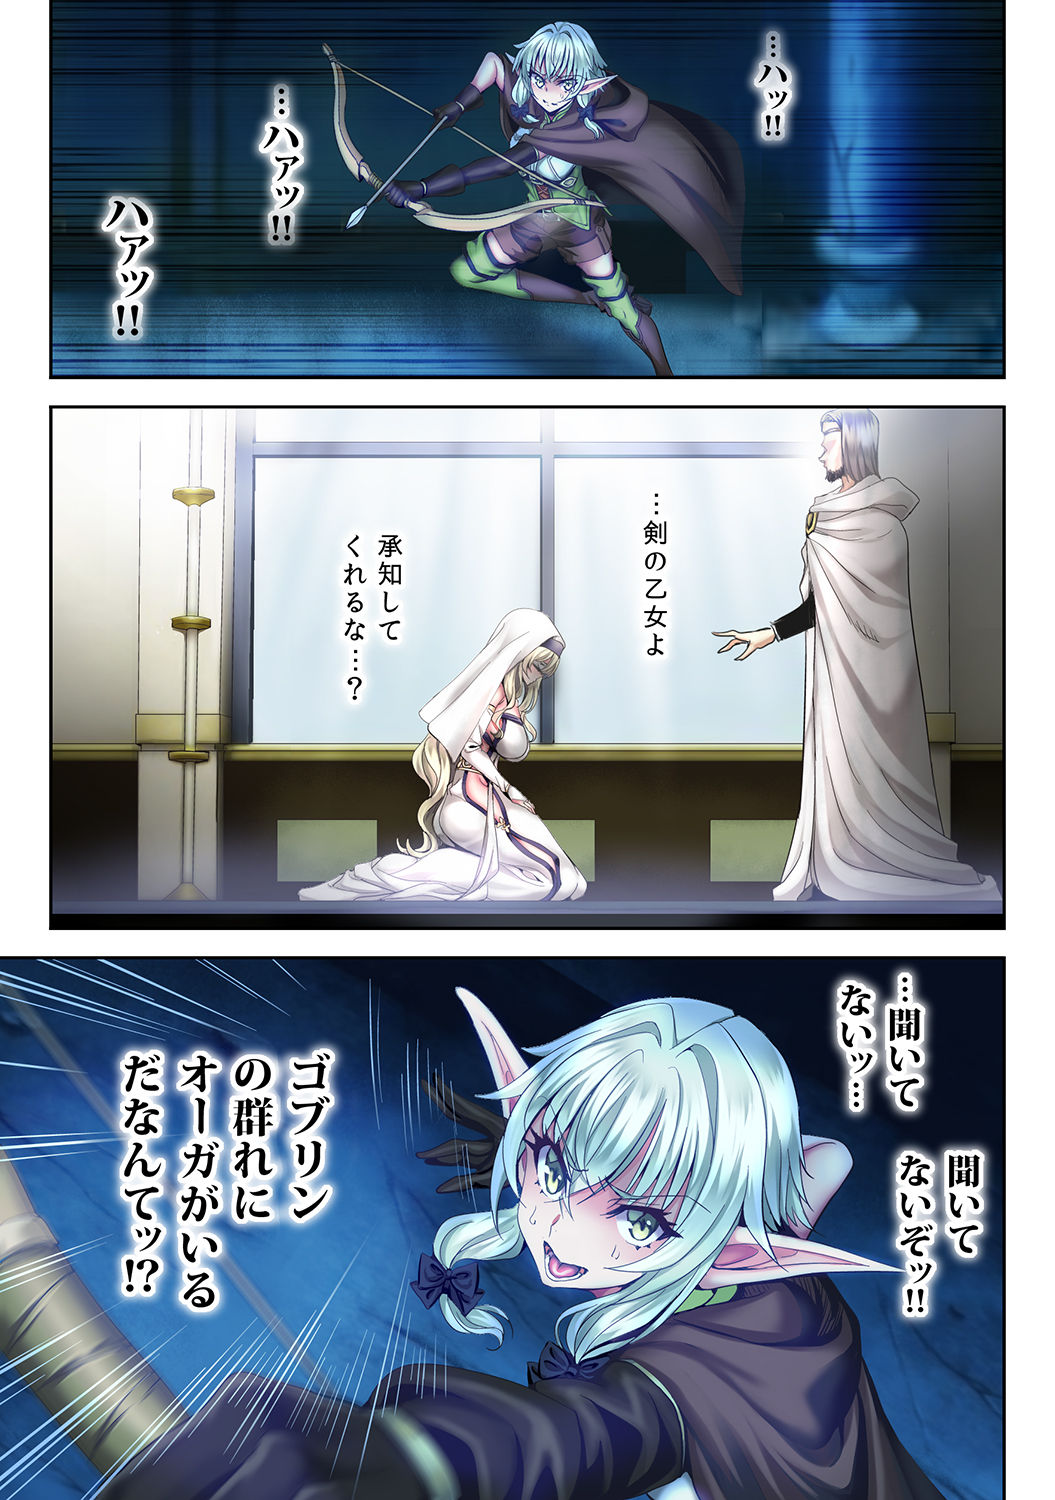 …ハッ!!
…ハァッ!!
ハァッ!!
…剣の乙女よ
承知して
くれるな…?
…聞いて
ないッ…
聞いて
ないぞッ!!
ゴブリン
の群れに
オーガがいる
だなんてッ!?